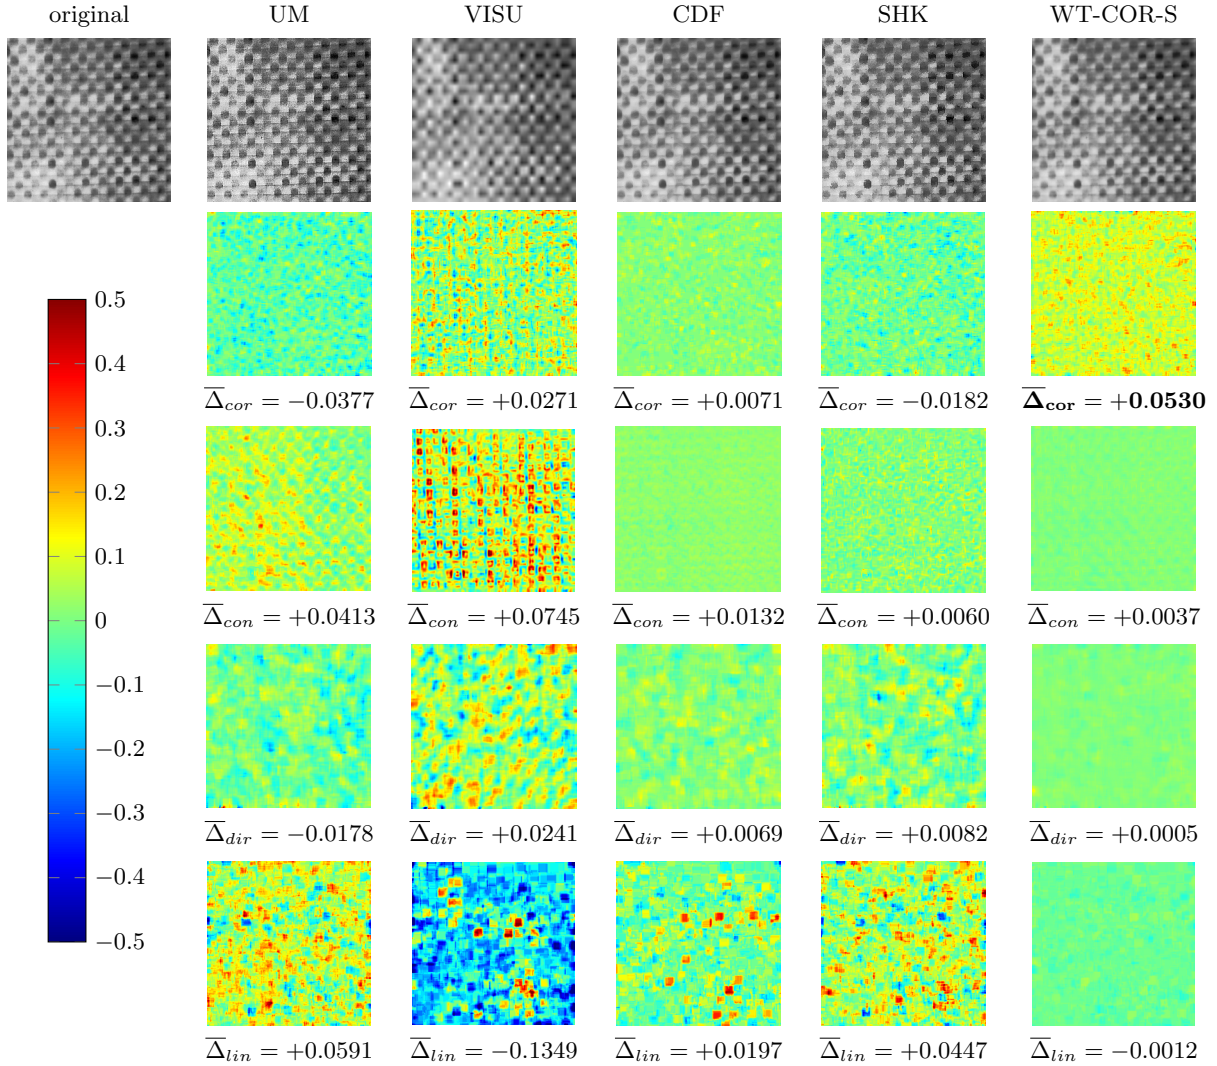 original UM VISU CDF SHK WT-COR-S
0.5
0.4
0.3
0.2
0.1
0
−0.1
−0.2
−0.3
−0.4
−0.5
Δ̅cor = −0.0377 Δ̅cor = +0.0271 Δ̅cor = +0.0071 Δ̅cor = −0.0182 Δ̅cor = +0.0530
Δ̅con = +0.0413 Δ̅con = +0.0745 Δ̅con = +0.0132 Δ̅con = +0.0060 Δ̅con = +0.0037
Δ̅dir = −0.0178 Δ̅dir = +0.0241 Δ̅dir = +0.0069 Δ̅dir = +0.0082 Δ̅dir = +0.0005
Δ̅lin = +0.0591 Δ̅lin = −0.1349 Δ̅lin = +0.0197 Δ̅lin = +0.0447 Δ̅lin = −0.0012